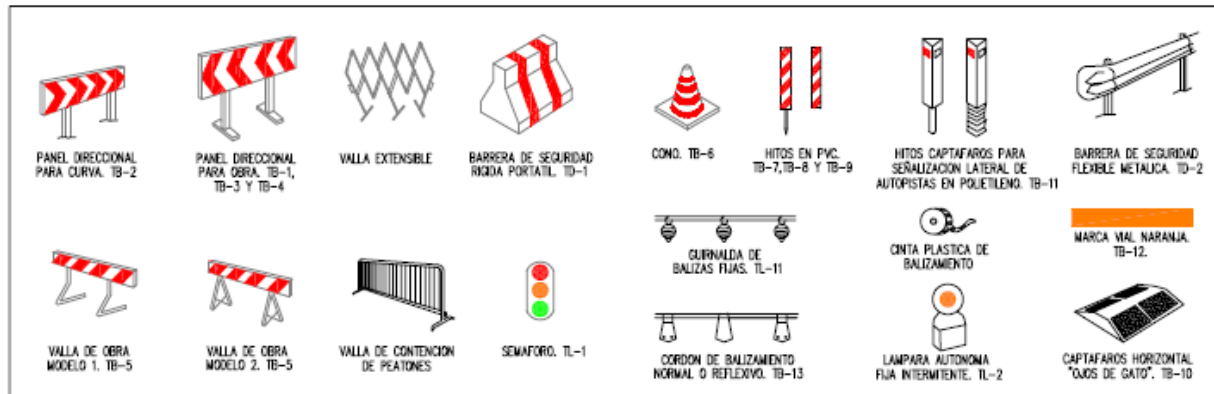 PANEL DIRECCIONAL
PARA CURVA. TB-2
PANEL DIRECCIONAL
PARA OBRA. TB-1,
TB-3 Y TB-4
VALLA EXTENSIBLE
BARRERA DE SEGURIDAD
RIGIDA PORTATIL. TD-1
CONO. TB-6
HITOS EN PVC.
TB-7,TB-8 Y TB-9
HITOS CAPTAFAROS PARA
SEÑALIZACION LATERAL DE
AUTOPISTAS EN POLIETILENO. TB-11
BARRERA DE SEGURIDAD
FLEXIBLE METALICA. TD-2
GUIRNALDA DE
BALIZAS FIJAS. TL-11
CINTA PLASTICA DE
BALIZAMIENTO
MARCA VIAL NARANJA.
TB-12.
VALLA DE OBRA
MODELO 1. TB-5
VALLA DE OBRA
MODELO 2. TB-5
VALLA DE CONTENCION
DE PEATONES
SEMAFORO. TL-1
CORDON DE BALIZAMIENTO
NORMAL O REFLEXIVO. TB-13
LAMPARA AUTONOMA
FIJA INTERMITENTE. TL-2
CAPTAFAROS HORIZONTAL
"OJOS DE GATO". TB-10